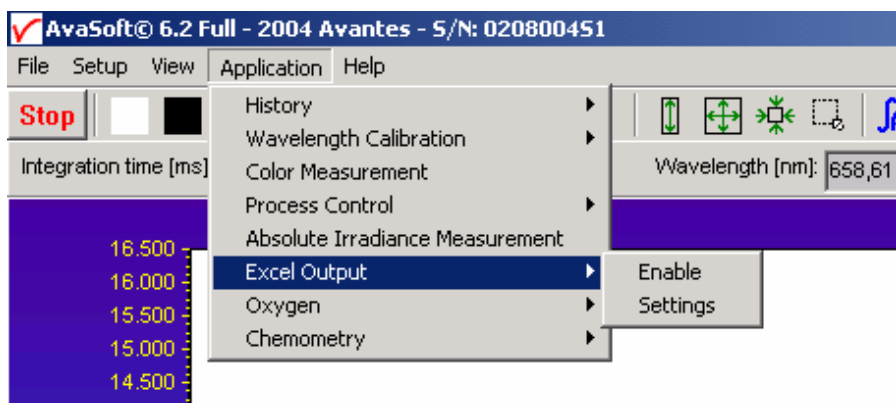 AvaSoft© 6.2 Full - 2004 Avantes - S/N: 0208004S1
File Setup View Application Help
Stop
History
Wavelength Calibration
Integration time [ms]
Color Measurement
Wavelength [nm]: 658,61
Process Control
Absolute Irradiance Measurement
16.500
Excel Output
Enable
16.000
Oxygen
Settings
15.500
Chemometry
15.000
14.500